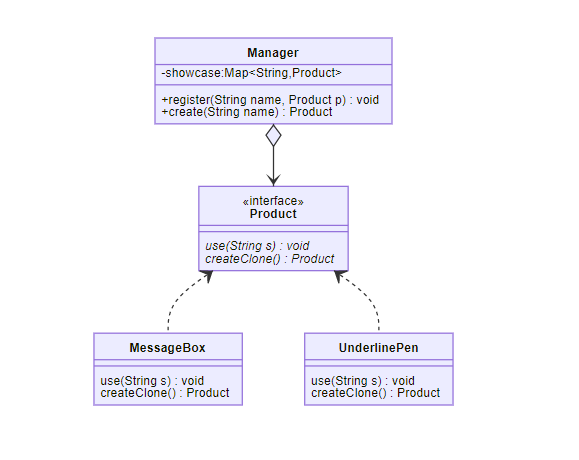 Manager
-showcase:Map<String,Product>
+register(String name, Product p) : void
+create(String name) : Product
«interface»
Product
use(String s) : void
createClone() : Product
MessageBox
use(String s) : void
createClone() : Product
UnderlinePen
use(String s) : void
createClone() : Product